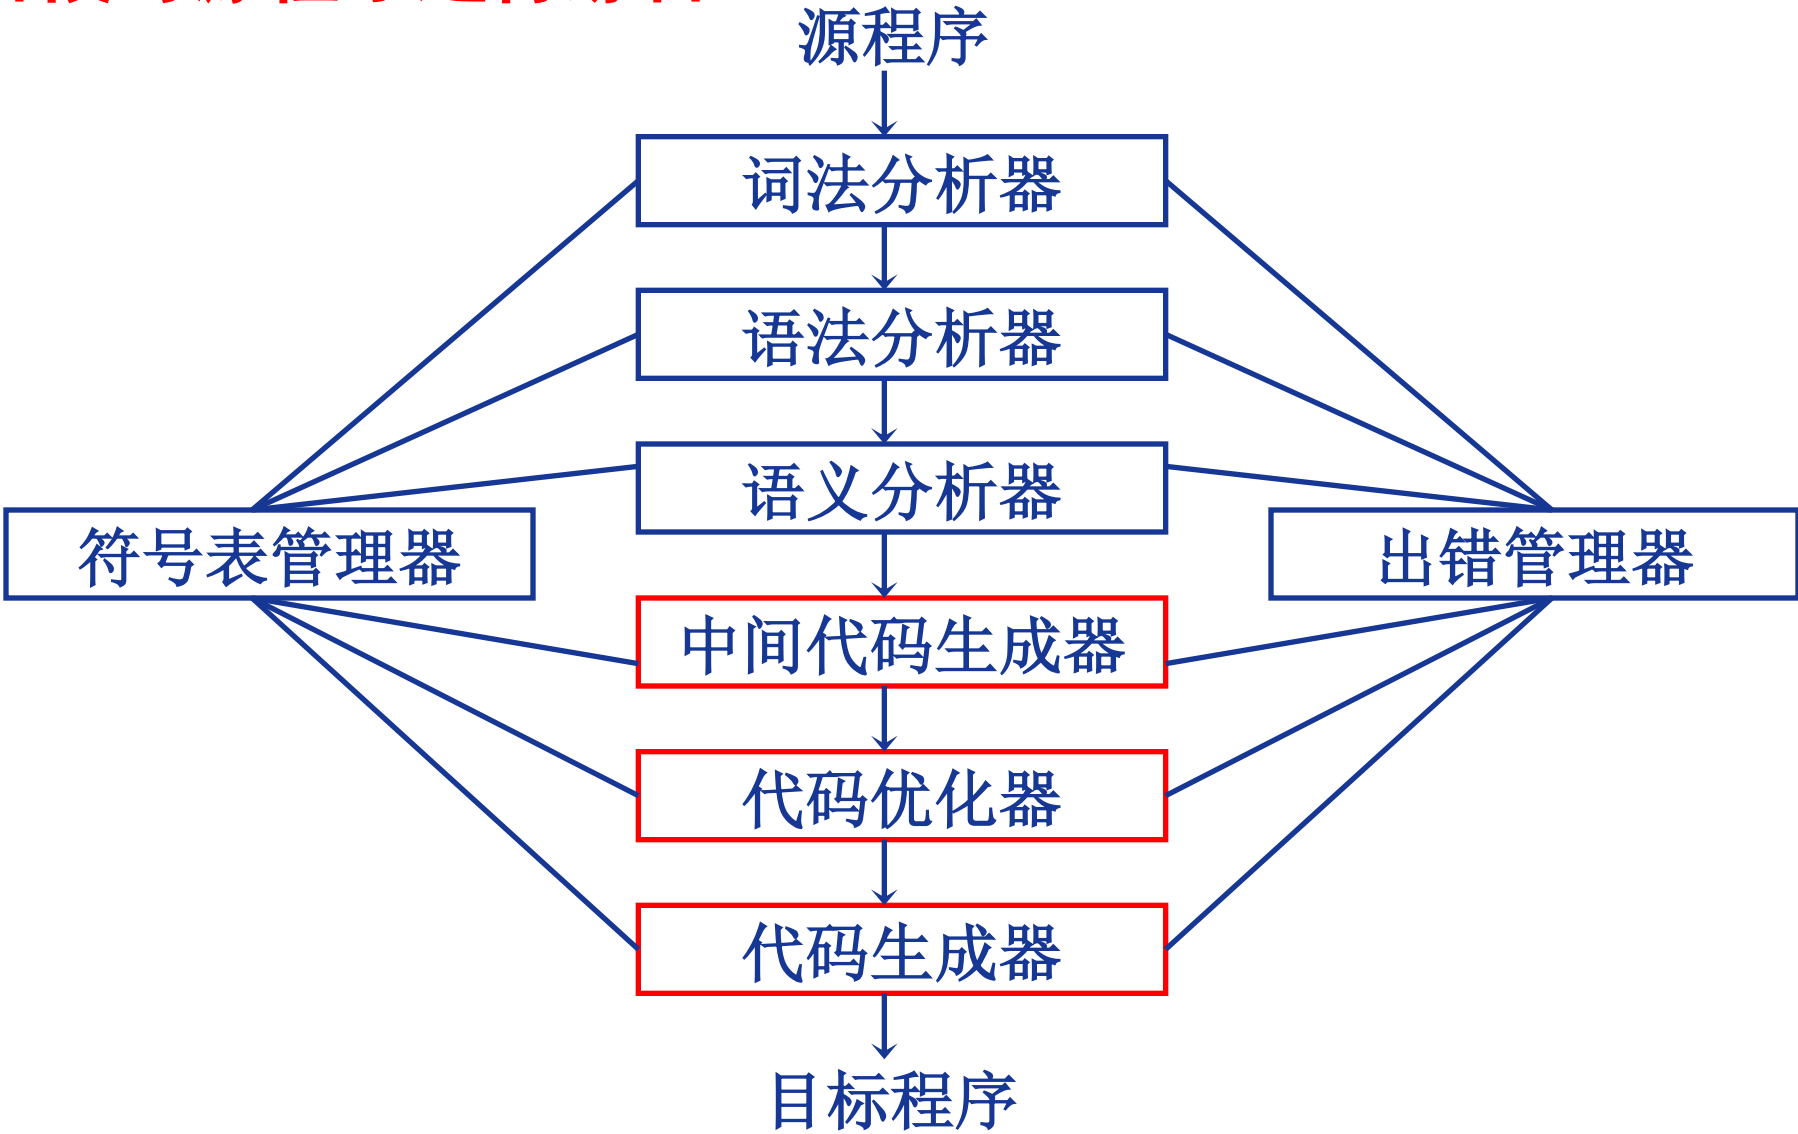 源程序
词法分析器
语法分析器
语义分析器
符号表管理器
出错管理器
中间代码生成器
代码优化器
代码生成器
目标程序